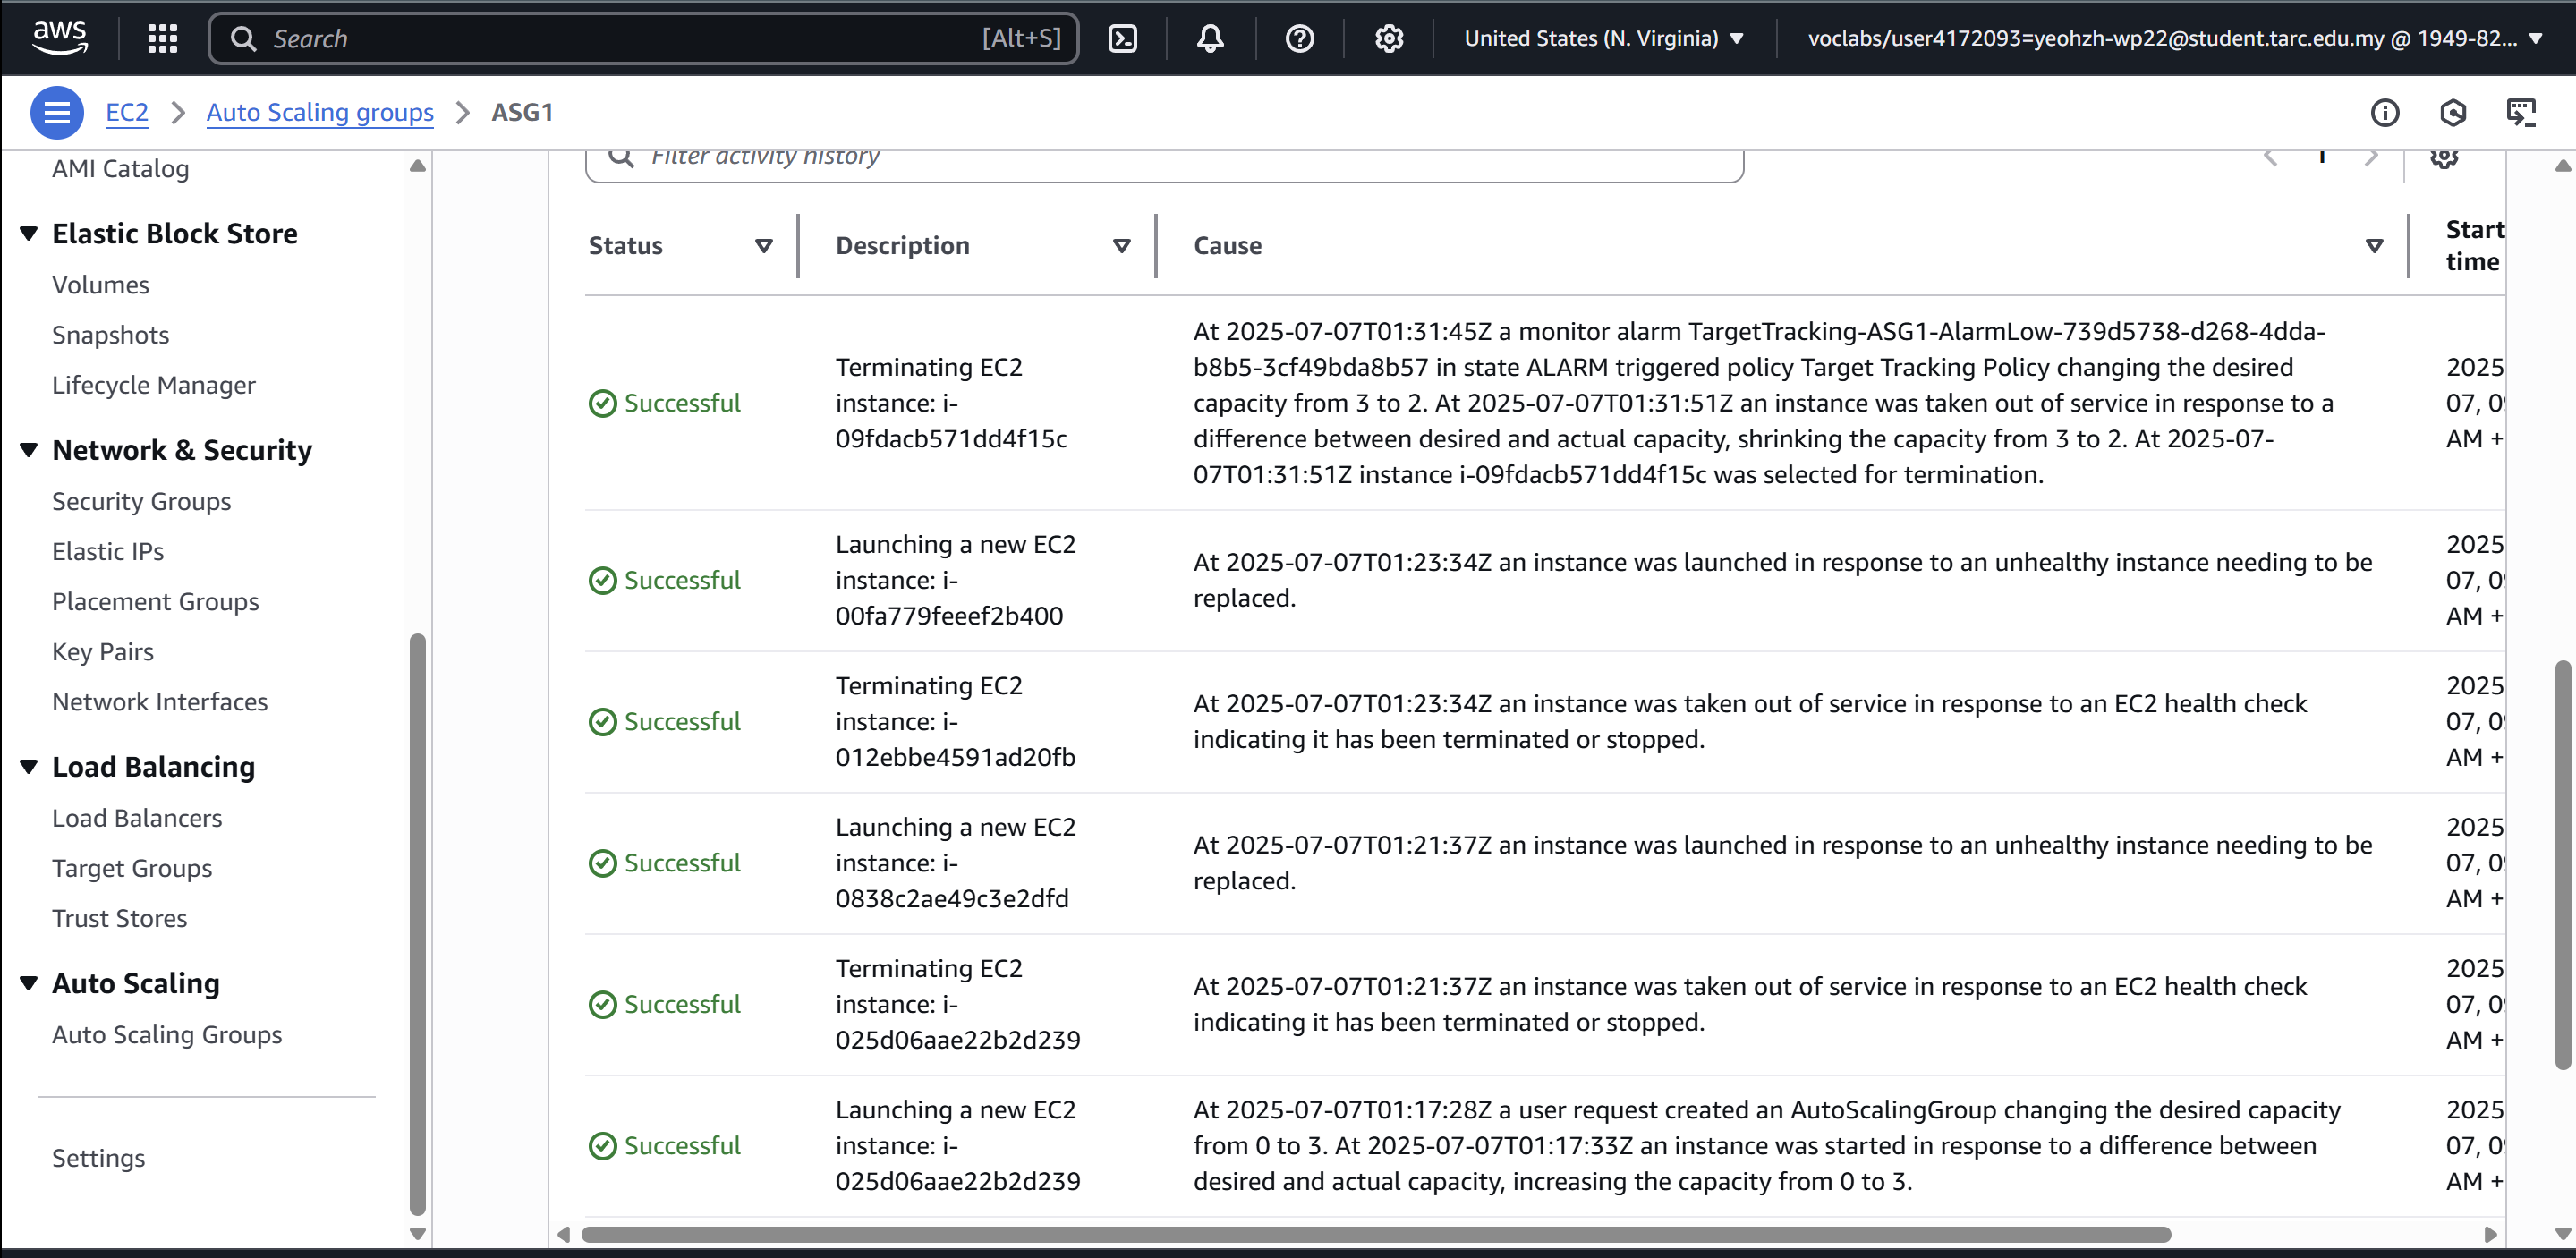 aws
Search
[Alt+S]
United States (N. Virginia)
voclabs/user4172093=yeohzh-wp22@student.tarc.edu.my @ 1949-82...
EC2
Auto Scaling groups
ASG1
AMI Catalog
Elastic Block Store
Volumes
Snapshots
Lifecycle Manager
Network & Security
Security Groups
Elastic IPs
Placement Groups
Key Pairs
Network Interfaces
Load Balancing
Load Balancers
Target Groups
Trust Stores
Auto Scaling
Auto Scaling Groups
Settings
Filter activity history
1
Status
Description
Cause
Start
time
Successful
Terminating EC2
instance: i-
09fdacb571dd4f15c
At 2025-07-07T01:31:45Z a monitor alarm TargetTracking-ASG1-AlarmLow-739d5738-d268-4dda-
b8b5-3cf49bda8b57 in state ALARM triggered policy Target Tracking Policy changing the desired
capacity from 3 to 2. At 2025-07-07T01:31:51Z an instance was taken out of service in response to a
difference between desired and actual capacity, shrinking the capacity from 3 to 2. At 2025-07-
07T01:31:51Z instance i-09fdacb571dd4f15c was selected for termination.
2025
07, 0
AM +
Successful
Launching a new EC2
instance: i-
00fa779feeef2b400
At 2025-07-07T01:23:34Z an instance was launched in response to an unhealthy instance needing to be
replaced.
2025
07, 0
AM +
Successful
Terminating EC2
instance: i-
012ebbe4591ad20fb
At 2025-07-07T01:23:34Z an instance was taken out of service in response to an EC2 health check
indicating it has been terminated or stopped.
2025
07, 0
AM +
Successful
Launching a new EC2
instance: i-
0838c2ae49c3e2dfd
At 2025-07-07T01:21:37Z an instance was launched in response to an unhealthy instance needing to be
replaced.
2025
07, 0
AM +
Successful
Terminating EC2
instance: i-
025d06aae22b2d239
At 2025-07-07T01:21:37Z an instance was taken out of service in response to an EC2 health check
indicating it has been terminated or stopped.
2025
07, 0
AM +
Successful
Launching a new EC2
instance: i-
025d06aae22b2d239
At 2025-07-07T01:17:28Z a user request created an AutoScalingGroup changing the desired capacity
from 0 to 3. At 2025-07-07T01:17:33Z an instance was started in response to a difference between
desired and actual capacity, increasing the capacity from 0 to 3.
2025
07, 0
AM +